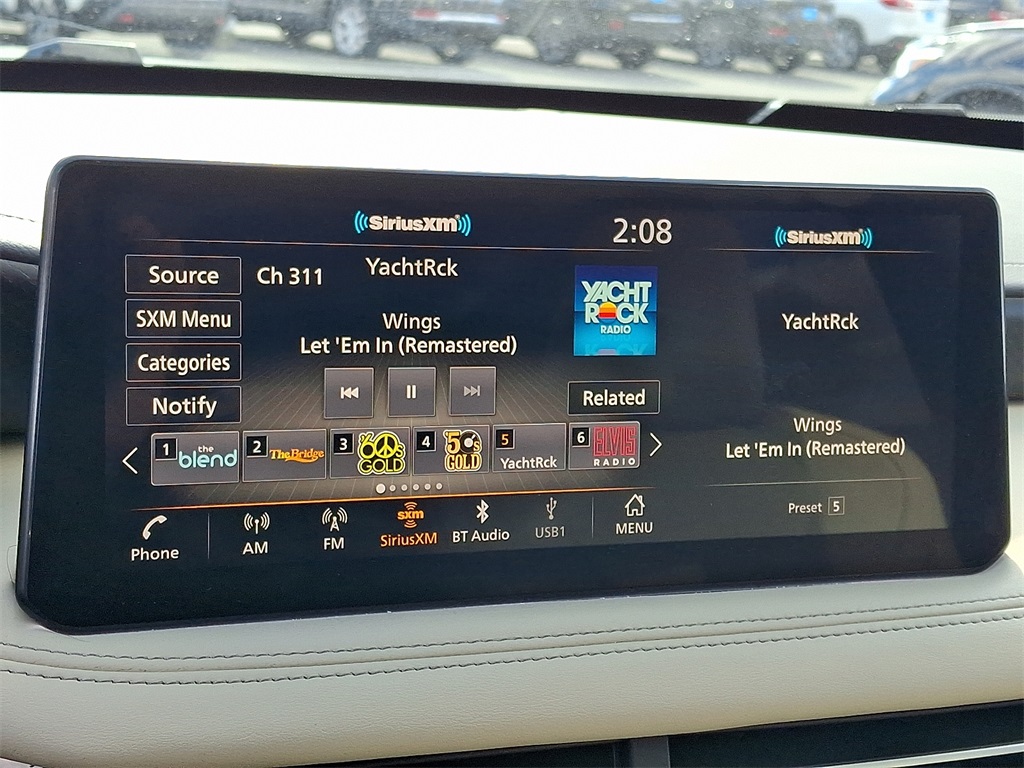 SiriusXM
2:08
SiriusXM
Source
Ch 311
YachtRck
SXM Menu
Wings
Let 'Em In (Remastered)
Categories
Notify
YACHT
ROCK
RADIO
Related
1 the blend
2 The Bridge
3 '60s GOLD
4 '50s GOLD
5 YachtRck
6 ELVIS RADIO
Phone
AM
FM
sxm
SiriusXM
BT Audio
USB1
MENU
YachtRck
Wings
Let 'Em In (Remastered)
Preset 5